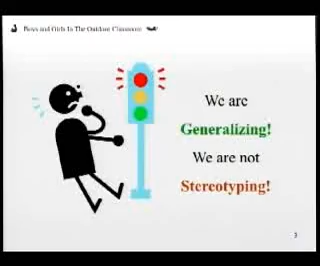 Boys and Girls In The Outdoor Classroom
We are
Generalizing!
We are not
Stereotyping!
3